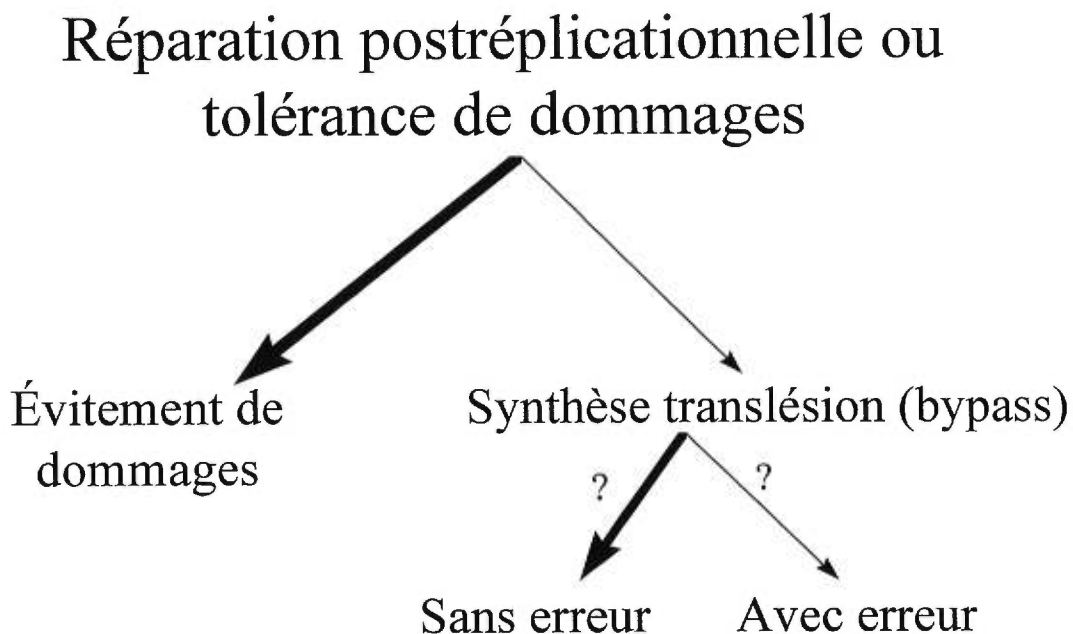 Réparation postréplicationnelle ou
tolérance de dommages
Évitement de
dommages
Synthèse translésion (bypass)
?
?
Sans erreur
Avec erreur